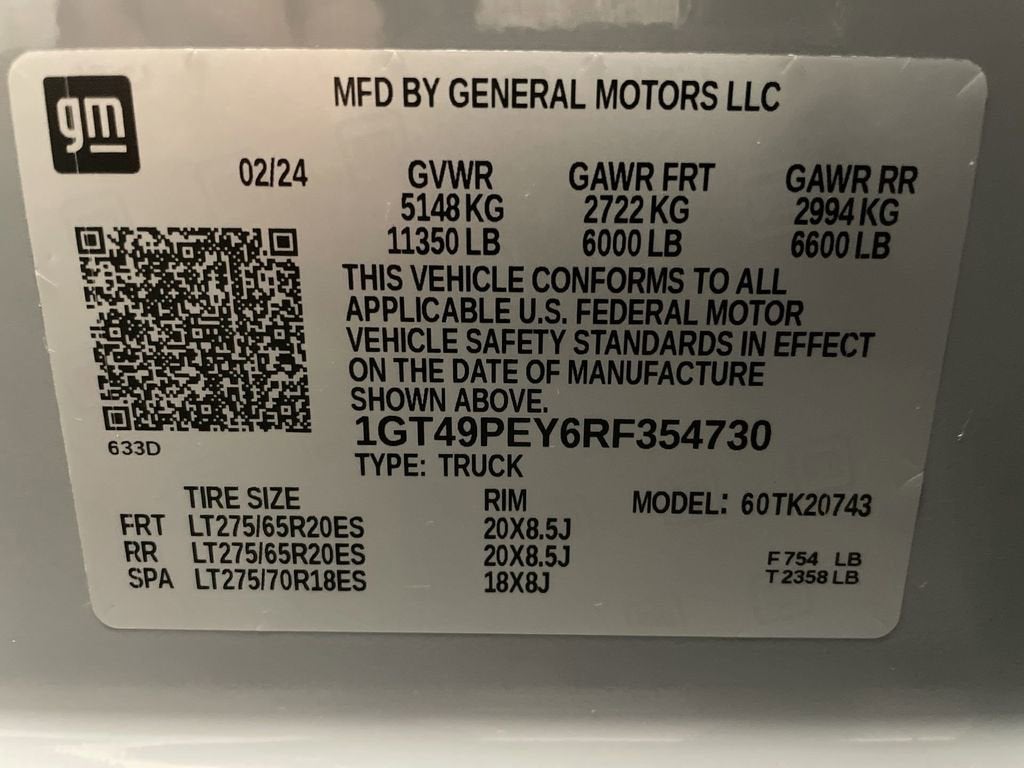 gm
MFD BY GENERAL MOTORS LLC
02/24 GVWR GAWR FRT GAWR RR
5148 KG 2722 KG 2994 KG
11350 LB 6000 LB 6600 LB
THIS VEHICLE CONFORMS TO ALL
APPLICABLE U.S. FEDERAL MOTOR
VEHICLE SAFETY STANDARDS IN EFFECT
ON THE DATE OF MANUFACTURE
SHOWN ABOVE.
633D
1GT49PEY6RF354730
TYPE: TRUCK
TIRE SIZE RIM MODEL: 60TK20743
FRT LT275/65R20ES 20X8.5J
RR LT275/65R20ES 20X8.5J F 754 LB
SPA LT275/70R18ES 18X8J T 2358 LB